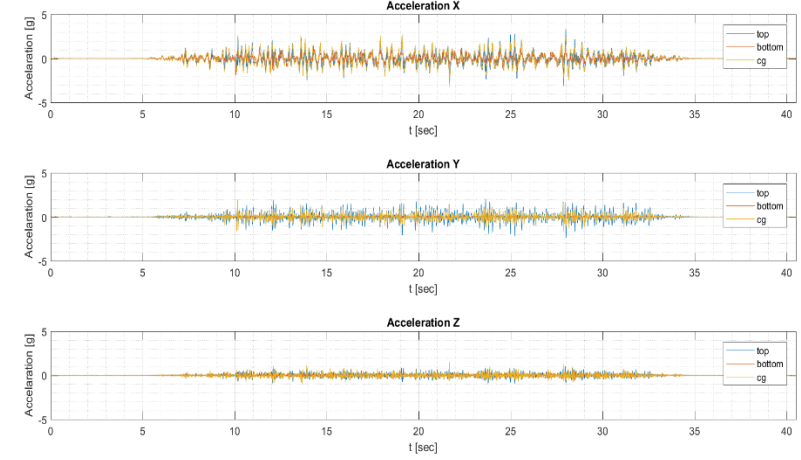 Acceleration X
Accelaration [g]
5
0
-5
top
bottom
cg
0 5 10 15 20 25 30 35 40
t [sec]
Acceleration Y
Accelaration [g]
5
0
-5
top
bottom
cg
0 5 10 15 20 25 30 35 40
t [sec]
Acceleration Z
Accelaration [g]
5
0
-5
top
bottom
cg
0 5 10 15 20 25 30 35 40
t [sec]